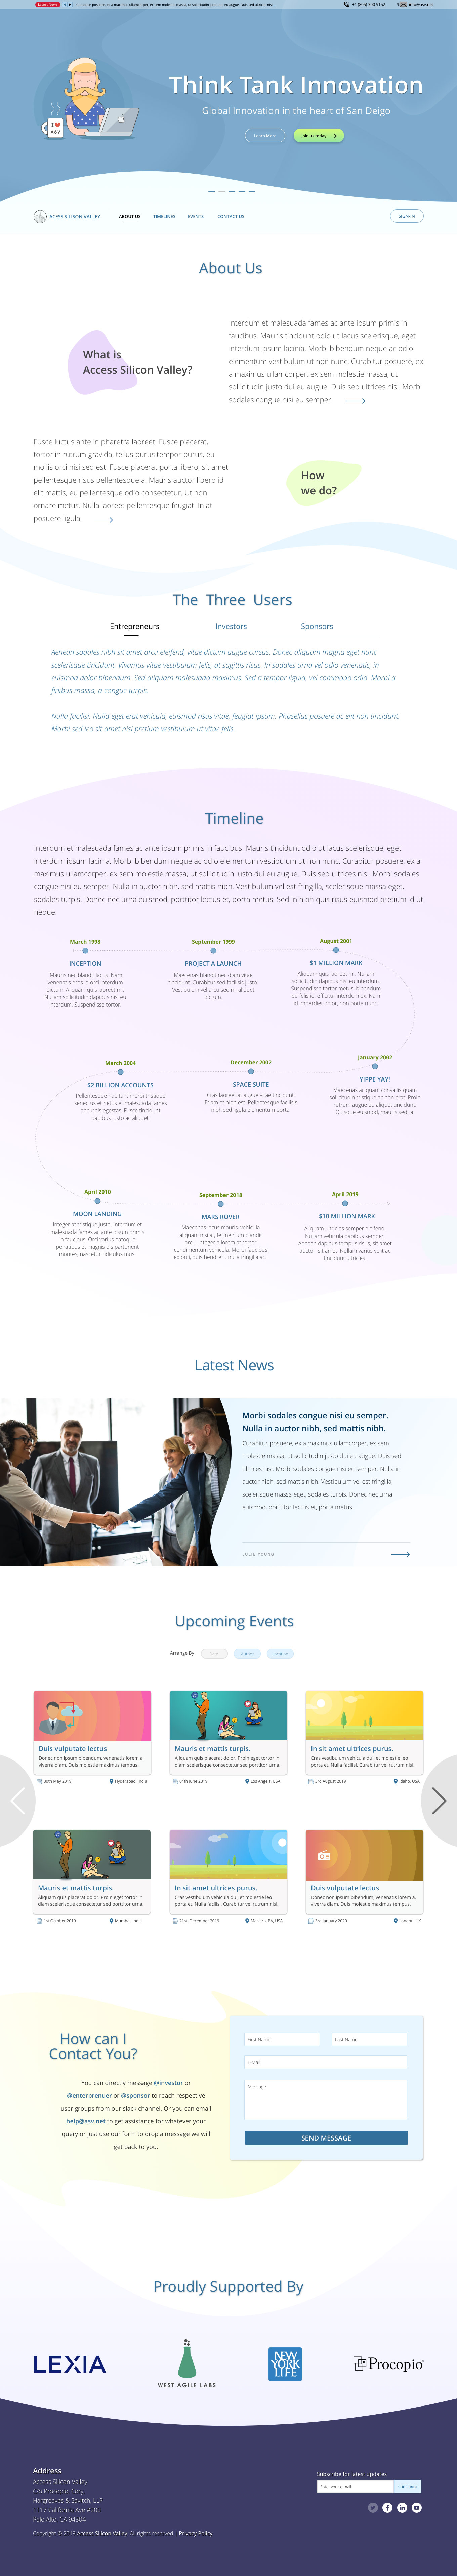 LATEST NEWS
Curabitur posuere, ex a maximus ullamcorper, ex sem molestie massa, ut sollicitudin justo dui eu augue. Duis sed ultrices nisi...
+1 (805) 300 9152
info@asv.net
I
ASV
Think Tank Innovation
Global Innovation in the heart of San Deigo
Learn More
Join us today
ACESS SILISON VALLEY
ABOUT US
TIMELINES
EVENTS
CONTACT US
SIGN-IN
About Us
What is
Access Silicon Valley?
Interdum et malesuada fames ac ante ipsum primis in
faucibus. Mauris tincidunt odio ut lacus scelerisque, eget
interdum ipsum lacinia. Morbi bibendum neque ac odio
elementum vestibulum ut non nunc. Curabitur posuere, ex
a maximus ullamcorper, ex sem molestie massa, ut
sollicitudin justo dui eu augue. Duis sed ultrices nisi. Morbi
sodales congue nisi eu semper.
Fusce luctus ante in pharetra laoreet. Fusce placerat,
tortor in rutrum gravida, tellus purus tempor purus, eu
mollis orci nisi sed est. Fusce placerat porta libero, sit amet
pellentesque risus pellentesque a. Mauris auctor libero id
elit mattis, eu pellentesque odio consectetur. Ut non
ornare metus. Nulla laoreet pellentesque feugiat. In at
posuere ligula.
How
we do?
The Three Users
Entrepreneurs
Investors
Sponsors
Aenean sodales nibh sit amet arcu eleifend, vitae dictum augue cursus. Donec aliquam magna eget nunc
scelerisque tincidunt. Vivamus vitae vestibulum felis, at sagittis risus. In sodales urna vel odio venenatis, in
euismod dolor bibendum. Sed aliquam malesuada maximus. Sed a tempor ligula, vel commodo odio. Morbi a
finibus massa, a congue turpis.
Nulla facilisi. Nulla eget erat vehicula, euismod risus vitae, feugiat ipsum. Phasellus posuere ac elit non tincidunt.
Morbi sed leo sit amet nisi pretium vestibulum ut vitae felis.
Timeline
Interdum et malesuada fames ac ante ipsum primis in faucibus. Mauris tincidunt odio ut lacus scelerisque, eget
interdum ipsum lacinia. Morbi bibendum neque ac odio elementum vestibulum ut non nunc. Curabitur posuere, ex a
maximus ullamcorper, ex sem molestie massa, ut sollicitudin justo dui eu augue. Duis sed ultrices nisi. Morbi sodales
congue nisi eu semper. Nulla in auctor nibh, sed mattis nibh. Vestibulum vel est fringilla, scelerisque massa eget,
sodales turpis. Donec nec urna euismod, porttitor lectus et, porta metus. Sed in nibh quis risus euismod pretium id ut
neque.
March 1998
INCEPTION
Mauris nec blandit lacus. Nam
venenatis eros id orci interdum
dictum. Aliquam quis laoreet mi.
Nullam sollicitudin dapibus nisi eu
interdum. Suspendisse tortor.
September 1999
PROJECT A LAUNCH
Maecenas blandit nec diam vitae
tincidunt. Curabitur sed facilisis justo.
Vestibulum vel arcu sed mi aliquet
dictum
August 2001
$1 MILLION MARK
Aliquam quis laoreet mi. Nullam
sollicitudin dapibus nisi eu interdum.
Suspendisse tortor metus, bibendum
eu felis id, efficitur interdum ex. Nam
id imperdiet dolor, non porta nunc.
March 2004
$2 BILLION ACCOUNTS
Pellentesque habitant morbi tristique
senectus et netus et malesuada fames
ac turpis egestas. Fusce tincidunt
dapibus justo ac aliquet.
December 2002
SPACE SUITE
Cras laoreet at augue vitae tincidunt.
Etiam et nibh est. Pellentesque facilisis
nibh sed ligula elementum porta.
January 2002
YIPPE YAY!
Maecenas ac quam convallis quam
sollicitudin tristique ac non erat. Proin
rutrum augue eu aliquet tincidunt.
Quisque euismod, mauris sedt a.
April 2010
MOON LANDING
Integer at tristique justo. Interdum et
malesuada fames ac ante ipsum primis
in faucibus. Orci varius natoque
penatibus et magnis dis parturient
montes, nascetur ridiculus mus.
September 2018
MARS ROVER
Maecenas lacus mauris, vehicula
aliquam nisi at, fermentum blandit
arcu. Integer a lorem at tortor
condimentum vehicula. Morbi faucibus
ex orci, quis hendrerit nulla fringilla ac.
April 2019
$10 MILLION MARK
Aliquam ultricies semper eleifend.
Nullam vehicula dapibus semper.
Aenean dapibus tempus risus, sit amet
auctor sit amet. Nullam varius velit ac
tincidunt ultricies.
Latest News
Morbi sodales congue nisi eu semper.
Nulla in auctor nibh, sed mattis nibh.
Curabitur posuere, ex a maximus ullamcorper, ex sem
molestie massa, ut sollicitudin justo dui eu augue. Duis sed
ultrices nisi. Morbi sodales congue nisi eu semper. Nulla in
auctor nibh, sed mattis nibh. Vestibulum vel est fringilla,
scelerisque massa eget, sodales turpis. Donec nec urna
euismod, porttitor lectus et, porta metus.
JULIE YOUNG
Upcoming Events
Arrange By
Date
Author
Location
Duis vulputate lectus
Donec non ipsum bibendum, venenatis lorem a,
viverra diam. Duis molestie maximus tempus.
30th May 2019
Hyderabad, India
Mauris et mattis turpis.
Aliquam quis placerat dolor. Proin eget tortor in
diam scelerisque consectetur sed porttitor urna.
04th June 2019
Los Angels, USA
In sit amet ultrices purus.
Cras vestibulum vehicula dui, et molestie leo
porta et. Nulla facilisi. Curabitur vel rutrum nisl.
3rd August 2019
Idaho, USA
Mauris et mattis turpis.
Aliquam quis placerat dolor. Proin eget tortor in
diam scelerisque consectetur sed porttitor urna.
1st October 2019
Mumbai, India
In sit amet ultrices purus.
Cras vestibulum vehicula dui, et molestie leo
porta et. Nulla facilisi. Curabitur vel rutrum nisl.
21st December 2019
Malvern, PA, USA
Duis vulputate lectus
Donec non ipsum bibendum, venenatis lorem a,
viverra diam. Duis molestie maximus tempus.
3rd January 2020
London, UK
How can I
Contact You?
You can directly message @investor or
@enterprenuer or @sponsor to reach respective
user groups from our slack channel. Or you can email
help@asv.net to get assistance for whatever your
query or just use our form to drop a message we will
get back to you.
First Name
Last Name
E-Mail
Message
SEND MESSAGE
Proudly Supported By
LEXIA
WEST AGILE LABS
NEW
YORK
LIFE
Procopio
Address
Access Silicon Valley
C/o Procopio, Cory,
Hargreaves & Savitch, LLP
1117 California Ave #200
Palo Alto, CA 94304
Subscribe for latest updates
Enter your e-mail
SUBSCRIBE
Copyright © 2019 Access Silicon Valley. All rights reserved | Privacy Policy